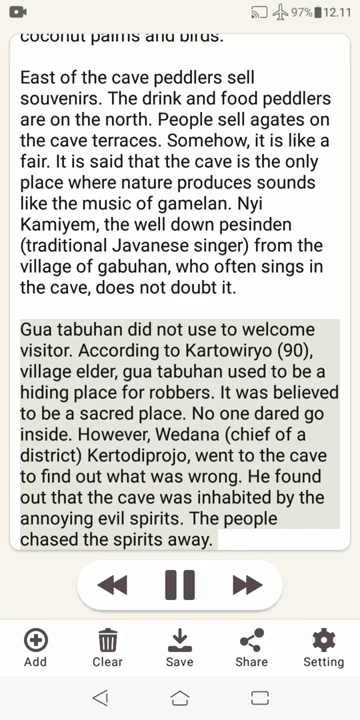 97% 12.11
coconut palms and birds.
East of the cave peddlers sell
souvenirs. The drink and food peddlers
are on the north. People sell agates on
the cave terraces. Somehow, it is like a
fair. It is said that the cave is the only
place where nature produces sounds
like the music of gamelan. Nyi
Kamiyem, the well down pesinden
(traditional Javanese singer) from the
village of gabuhan, who often sings in
the cave, does not doubt it.
Gua tabuhan did not use to welcome
visitor. According to Kartowiryo (90),
village elder, gua tabuhan used to be a
hiding place for robbers. It was believed
to be a sacred place. No one dared go
inside. However, Wedana (chief of a
district) Kertodiprojo, went to the cave
to find out what was wrong. He found
out that the cave was inhabited by the
annoying evil spirits. The people
chased the spirits away.
Add Clear Save Share Setting